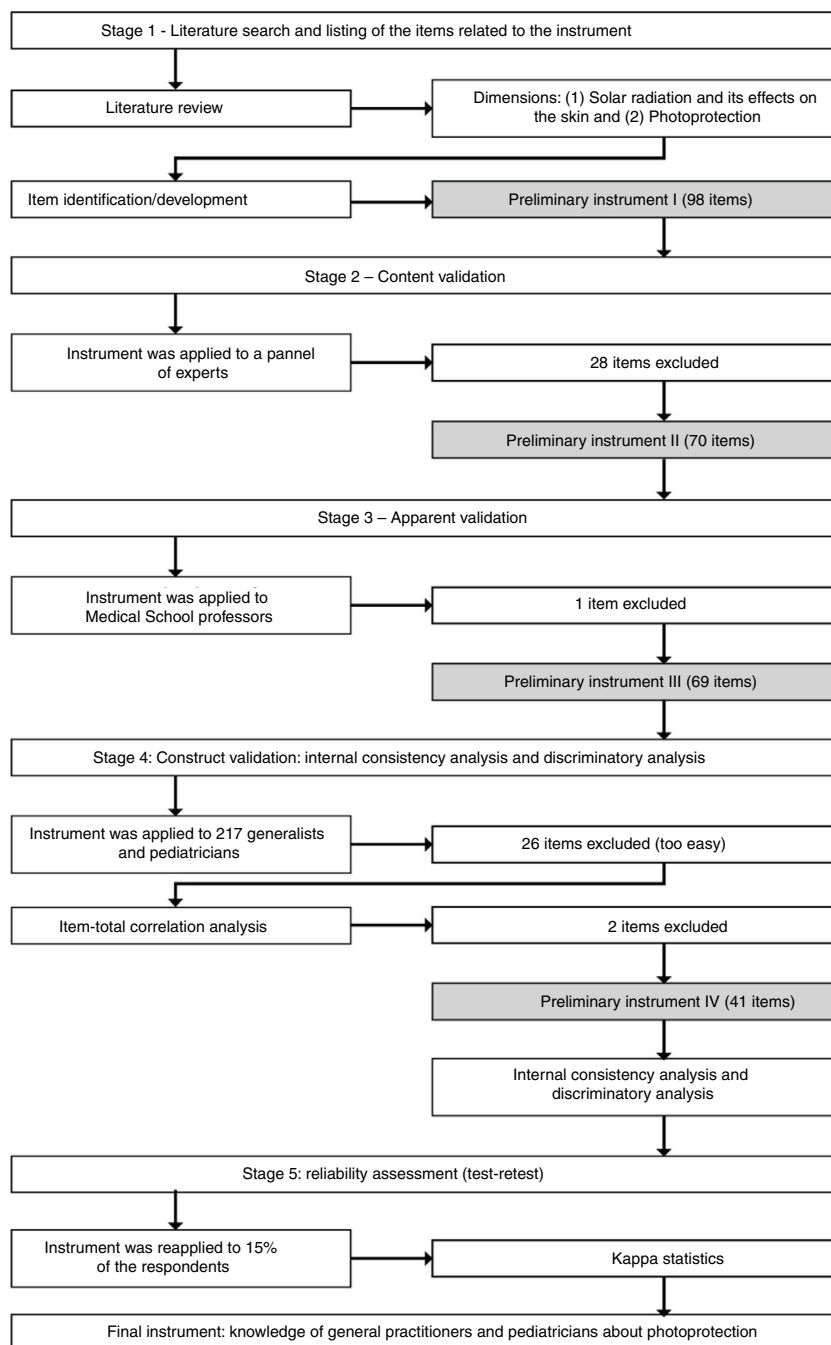 Stage 1 - Literature search and listing of the items related to the instrument
Literature review
Dimensions: (1) Solar radiation and its effects on
the skin and (2) Photoprotection
Item identification/development
Preliminary instrument I (98 items)
Stage 2 – Content validation
Instrument was applied to a pannel
of experts
28 items excluded
Preliminary instrument II (70 items)
Stage 3 – Apparent validation
Instrument was applied to
Medical School professors
1 item excluded
Preliminary instrument III (69 items)
Stage 4: Construct validation: internal consistency analysis and discriminatory analysis
Instrument was applied to 217 generalists
and pediatricians
26 items excluded (too easy)
Item-total correlation analysis
2 items excluded
Preliminary instrument IV (41 items)
Internal consistency analysis and
discriminatory analysis
Stage 5: reliability assessment (test-retest)
Instrument was reapplied to 15%
of the respondents
Kappa statistics
Final instrument: knowledge of general practitioners and pediatricians about photoprotection